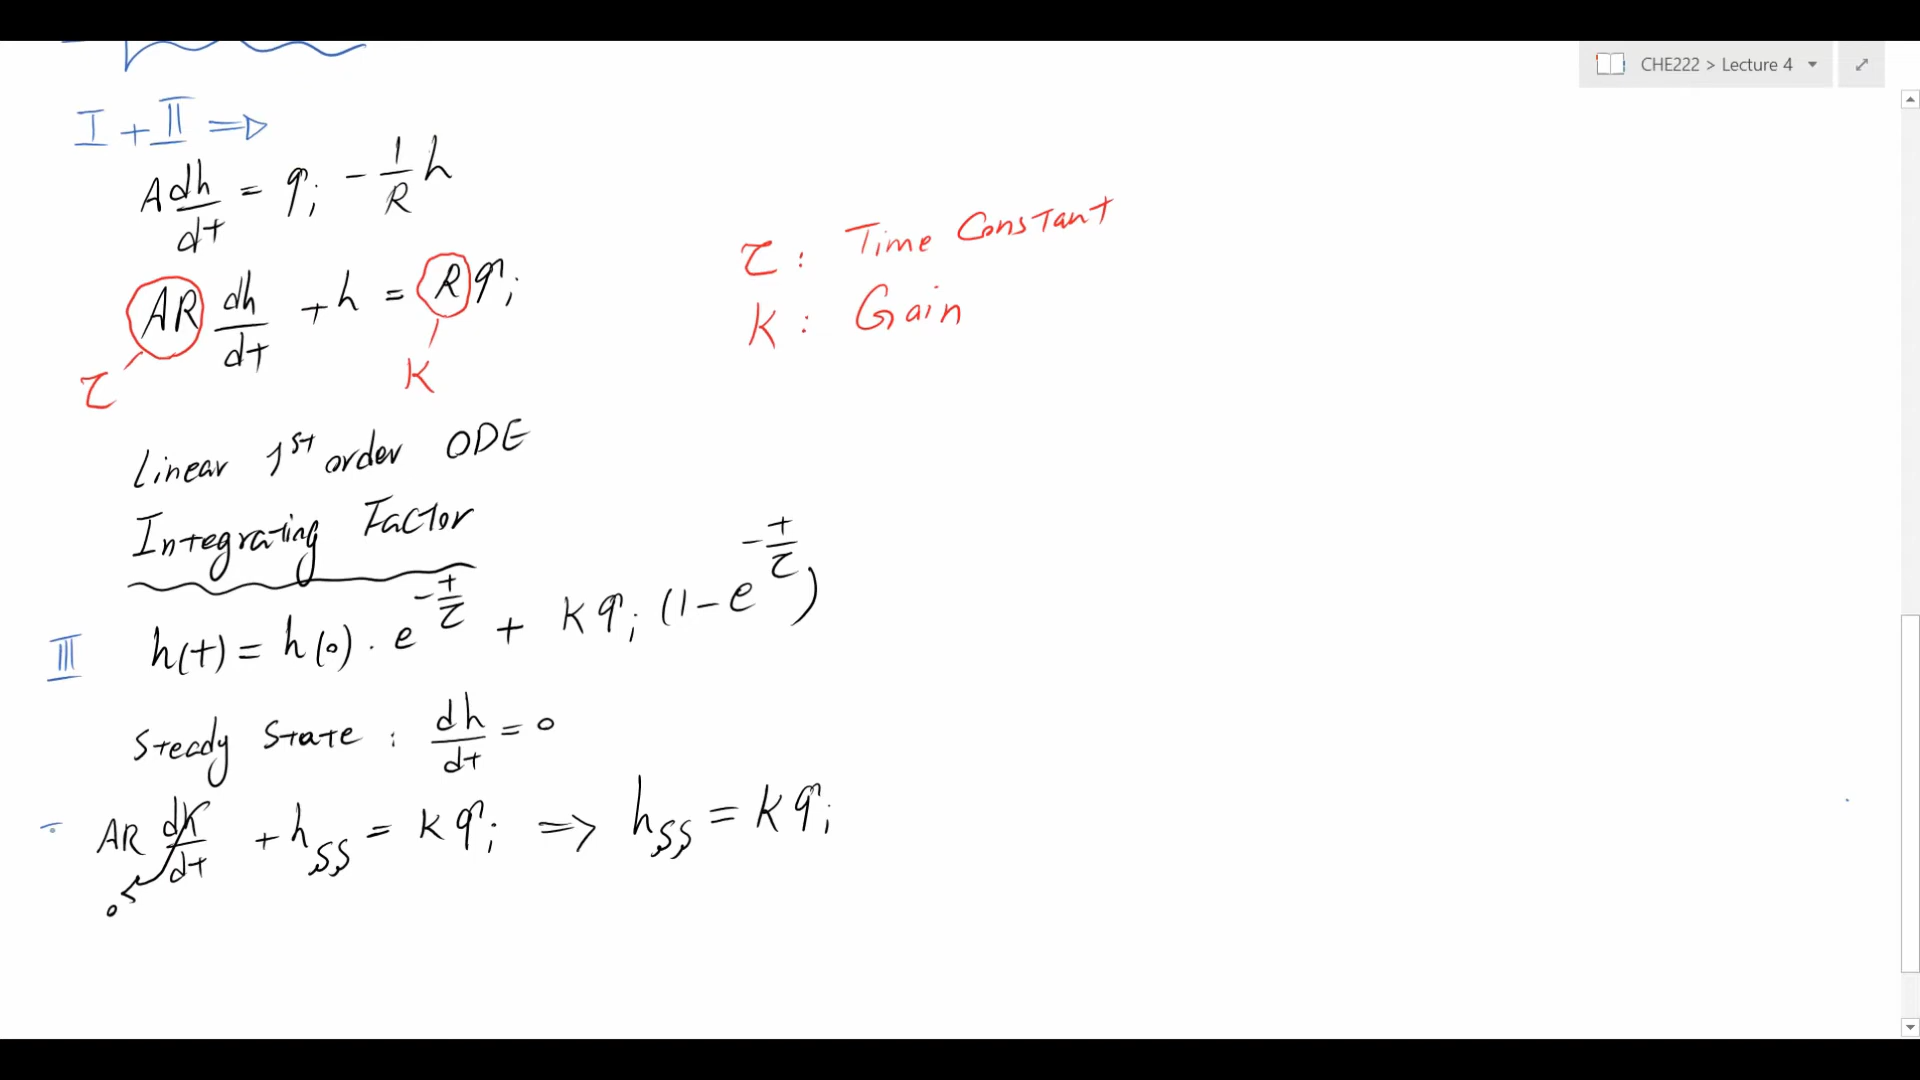 CHE222 > Lecture 4
I + II ⇒
A dh/dt = qi - 1/R h
AR dh/dt + h = R qi
τ
K
τ : Time Constant
K : Gain
Linear 1st order ODE
Integrating Factor
III h(t) = h(0) · e^(-t/τ) + K qi (1 - e^(-t/τ))
Steady State : dh/dt = 0
AR dh/dt + hss = K qi ⇒ hss = K qi
0